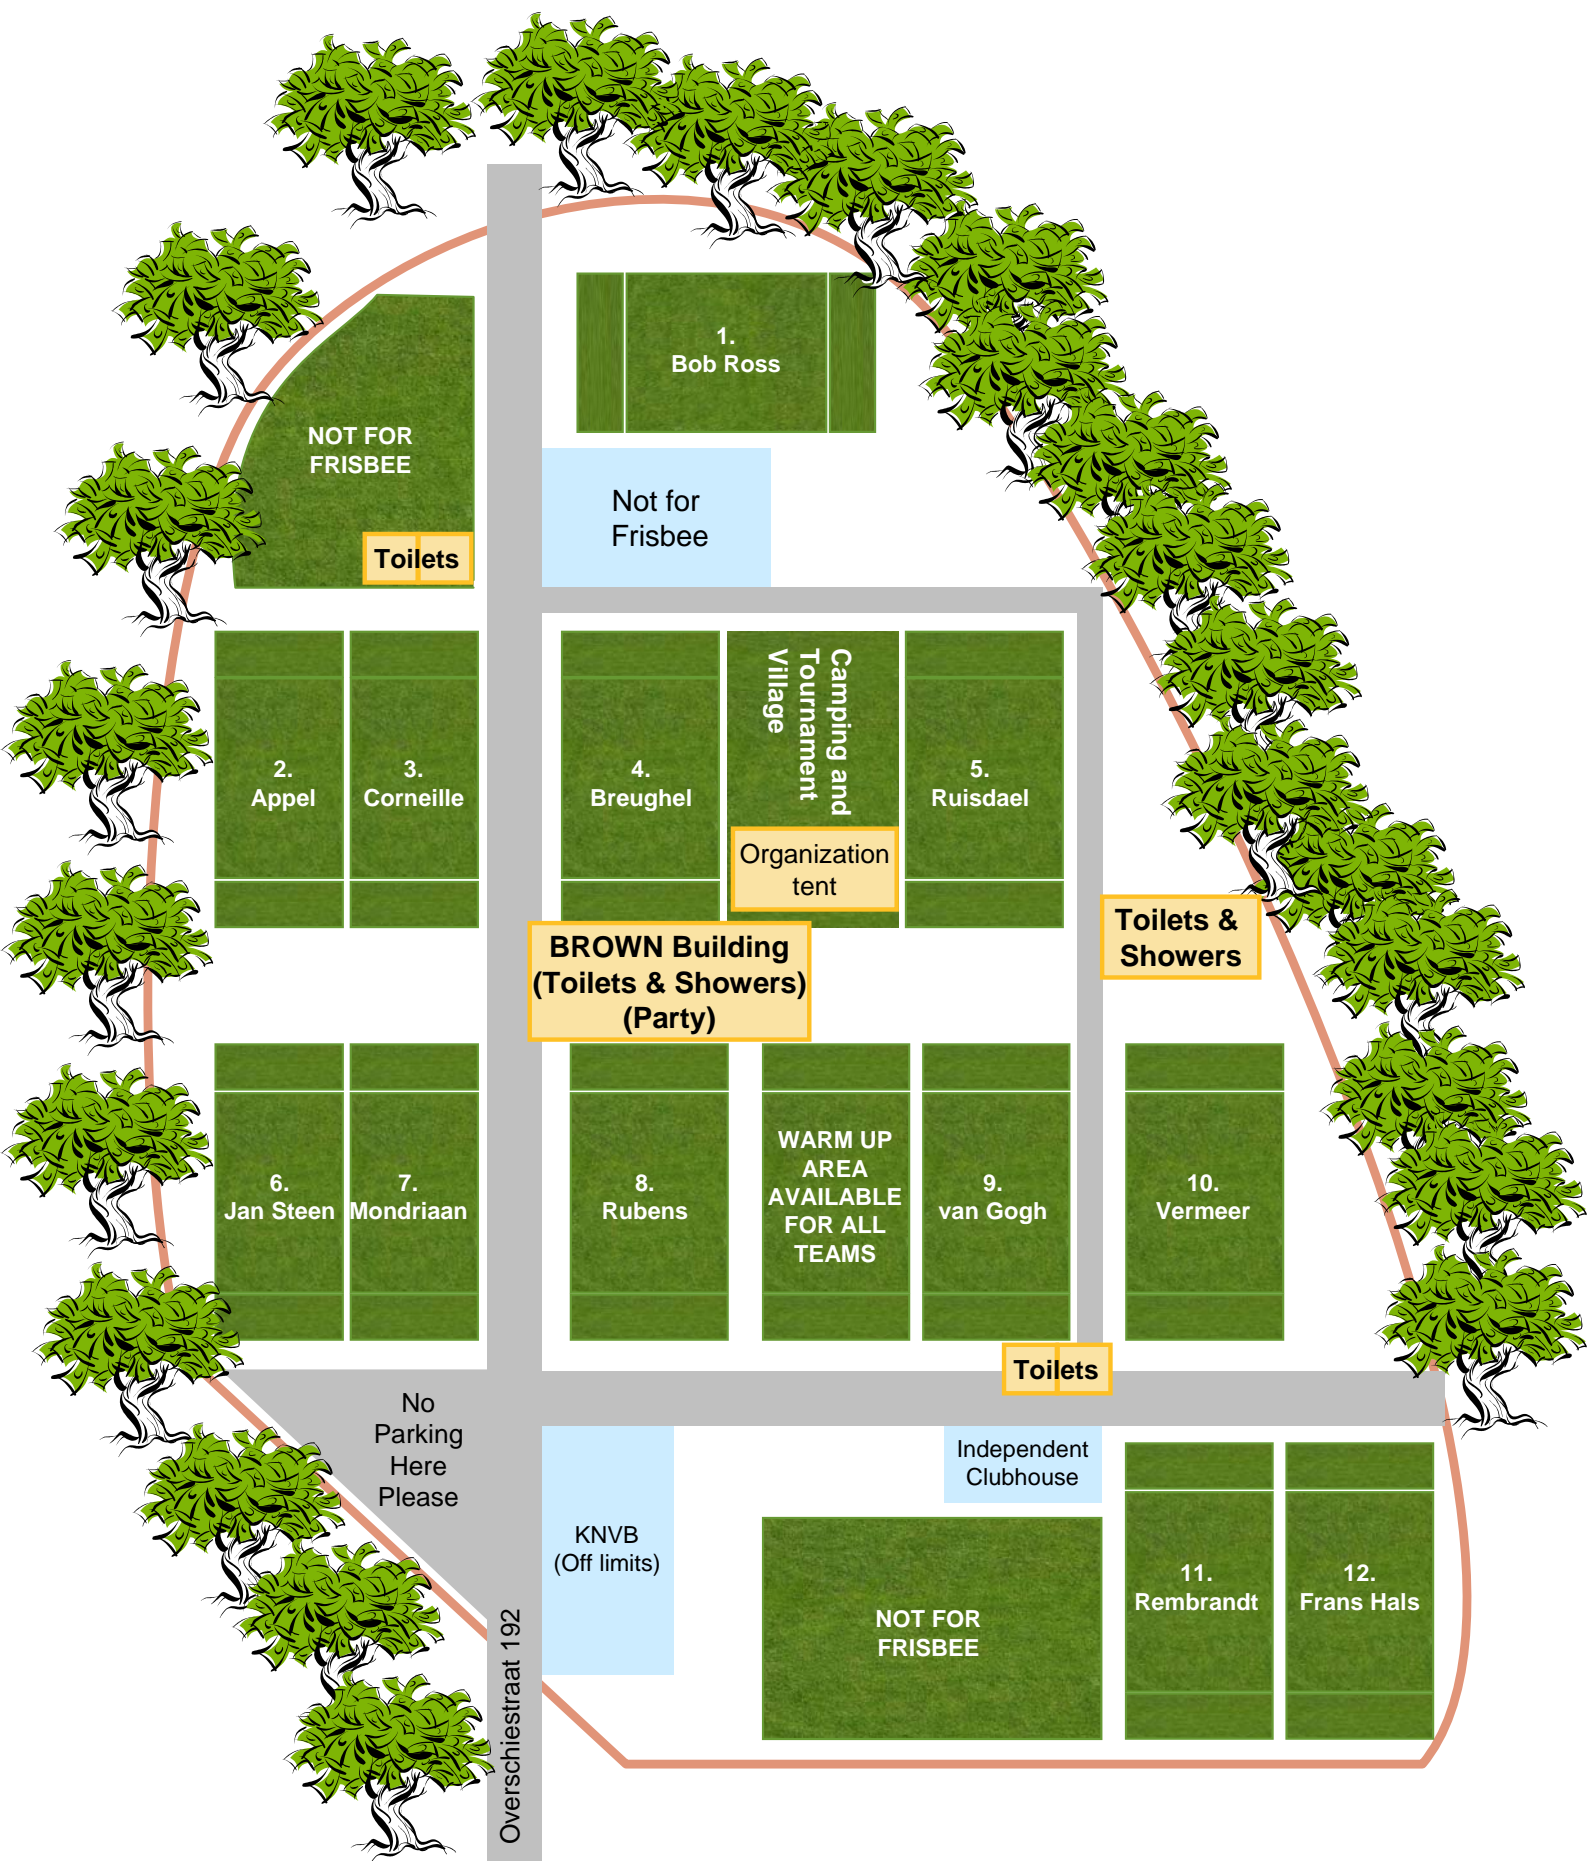 1.
Bob Ross
NOT FOR
FRISBEE
Not for
Frisbee
Toilets
Camping and
Tournament
Village
2.
Appel
3.
Corneille
4.
Breughel
5.
Ruisdael
Organization
tent
BROWN Building
(Toilets & Showers)
(Party)
Toilets &
Showers
6.
Jan Steen
7.
Mondriaan
8.
Rubens
WARM UP
AREA
AVAILABLE
FOR ALL
TEAMS
9.
van Gogh
10.
Vermeer
Toilets
No
Parking
Here
Please
Independent
Clubhouse
KNVB
(Off limits)
11.
Rembrandt
12.
Frans Hals
NOT FOR
FRISBEE
Overschiestraat 192